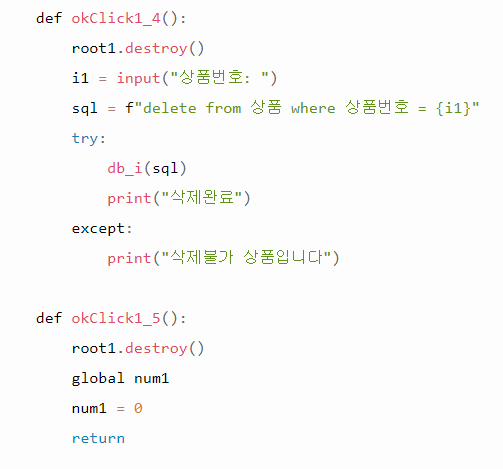 def okClick1_4():
root1.destroy()
i1 = input("상품번호: ")
sql = f"delete from 상품 where 상품번호 = {i1}"
try:
db_i(sql)
print("삭제완료")
except:
print("삭제불가 상품입니다")
def okClick1_5():
root1.destroy()
global num1
num1 = 0
return